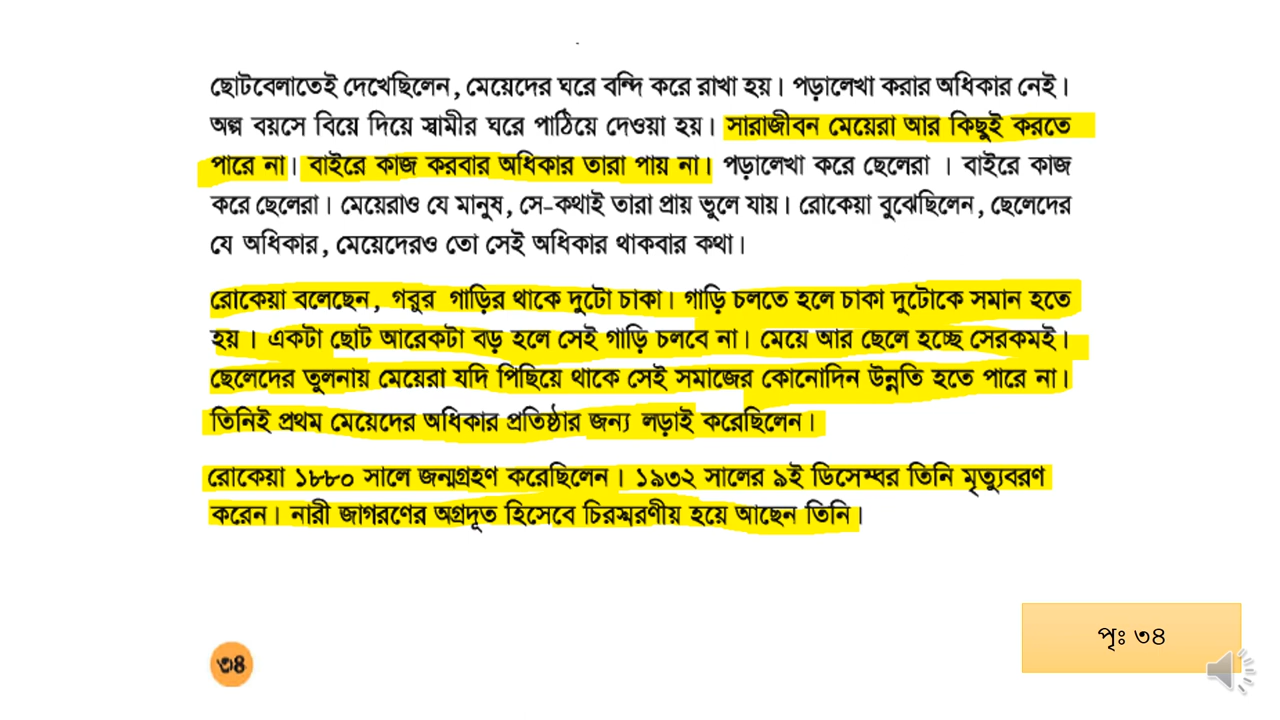 ছোটবেলাতেই দেখেছিলেন, মেয়েদের ঘরে বন্দি করে রাখা হয়। পড়ালেখা করার অধিকার নেই।
অল্প বয়সে বিয়ে দিয়ে স্বামীর ঘরে পাঠিয়ে দেওয়া হয়। সারাজীবন মেয়েরা আর কিছুই করতে
পারে না। বাইরে কাজ করবার অধিকার তারা পায় না। পড়ালেখা করে ছেলেরা । বাইরে কাজ
করে ছেলেরা। মেয়েরাও যে মানুষ, সে-কথাই তারা প্রায় ভুলে যায়। রোকেয়া বুঝেছিলেন, ছেলেদের
যে অধিকার, মেয়েদেরও তো সেই অধিকার থাকবার কথা।
রোকেয়া বলেছেন, গরুর গাড়ির থাকে দুটো চাকা। গাড়ি চলতে হলে চাকা দুটোকে সমান হতে
হয় । একটা ছোট আরেকটা বড় হলে সেই গাড়ি চলবে না। মেয়ে আর ছেলে হচ্ছে সেরকমই।
ছেলেদের তুলনায় মেয়েরা যদি পিছিয়ে থাকে সেই সমাজের কোনোদিন উন্নতি হতে পারে না।
তিনিই প্রথম মেয়েদের অধিকার প্রতিষ্ঠার জন্য লড়াই করেছিলেন।
রোকেয়া ১৮৮০ সালে জন্মগ্রহণ করেছিলেন। ১৯৩২ সালের ৯ই ডিসেম্বর তিনি মৃত্যুবরণ
করেন। নারী জাগরণের অগ্রদূত হিসেবে চিরস্মরণীয় হয়ে আছেন তিনি।
পৃঃ ৩৪
৩৪